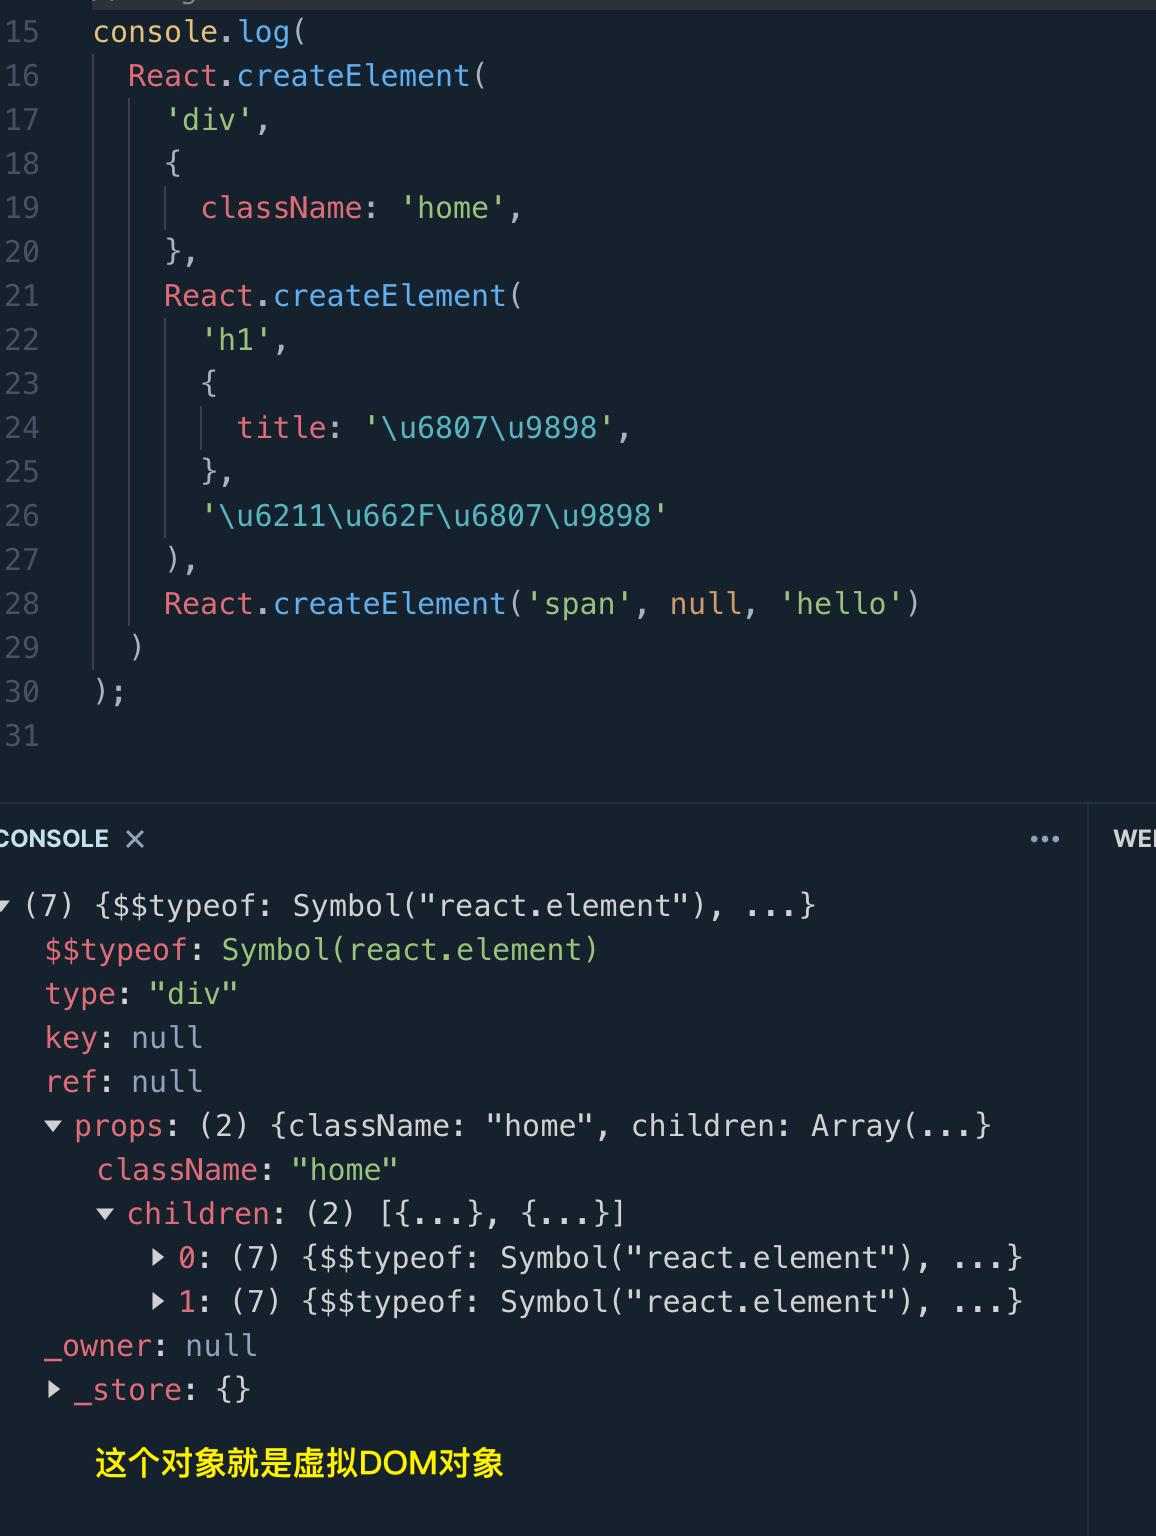 15 console.log(
16 React.createElement(
17 'div',
18 {
19 className: 'home',
20 },
21 React.createElement(
22 'h1',
23 {
24 title: '\u6807\u9898',
25 },
26 '\u6211\u662F\u6807\u9898'
27 ),
28 React.createElement('span', null, 'hello')
29 )
30 );
31
CONSOLE ✕ ••• WE
▼ (7) {$$typeof: Symbol("react.element"), ...}
$$typeof: Symbol(react.element)
type: "div"
key: null
ref: null
▼ props: (2) {className: "home", children: Array(...}
className: "home"
▼ children: (2) [{...}, {...}]
▶ 0: (7) {$$typeof: Symbol("react.element"), ...}
▶ 1: (7) {$$typeof: Symbol("react.element"), ...}
_owner: null
▶ _store: {}
这个对象就是虚拟DOM对象